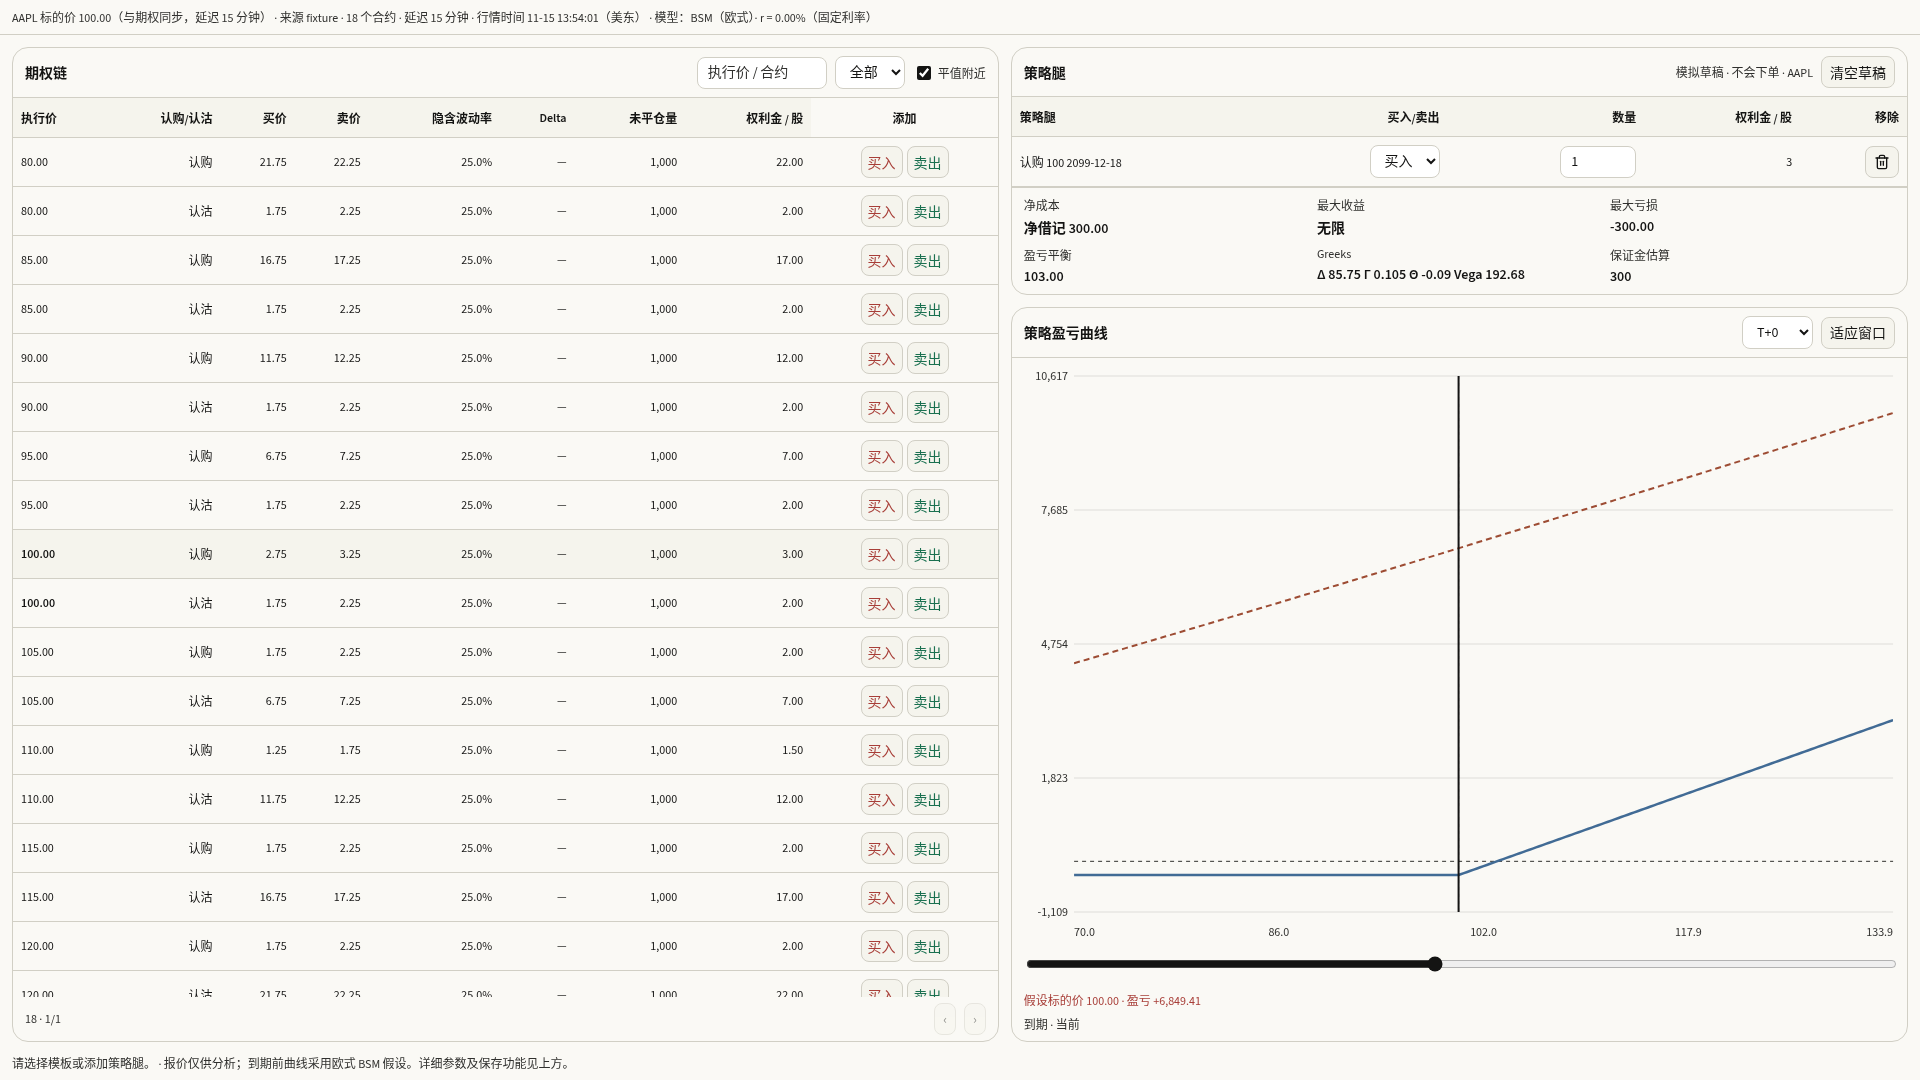 AAPL 标的价 100.00（与期权同步，延迟 15 分钟） · 来源 fixture · 18 个合约 · 延迟 15 分钟 · 行情时间 11-15 13:54:01（美东） · 模型：BSM（欧式）· r = 0.00%（固定利率）
期权链
执行价 / 合约
全部
平值附近
执行价 认购/认沽 买价 卖价 隐含波动率 Delta 未平仓量 权利金 / 股 添加
80.00 认购 21.75 22.25 25.0% — 1,000 22.00 买入 卖出
80.00 认沽 1.75 2.25 25.0% — 1,000 2.00 买入 卖出
85.00 认购 16.75 17.25 25.0% — 1,000 17.00 买入 卖出
85.00 认沽 1.75 2.25 25.0% — 1,000 2.00 买入 卖出
90.00 认购 11.75 12.25 25.0% — 1,000 12.00 买入 卖出
90.00 认沽 1.75 2.25 25.0% — 1,000 2.00 买入 卖出
95.00 认购 6.75 7.25 25.0% — 1,000 7.00 买入 卖出
95.00 认沽 1.75 2.25 25.0% — 1,000 2.00 买入 卖出
100.00 认购 2.75 3.25 25.0% — 1,000 3.00 买入 卖出
100.00 认沽 1.75 2.25 25.0% — 1,000 2.00 买入 卖出
105.00 认购 1.75 2.25 25.0% — 1,000 2.00 买入 卖出
105.00 认沽 6.75 7.25 25.0% — 1,000 7.00 买入 卖出
110.00 认购 1.25 1.75 25.0% — 1,000 1.50 买入 卖出
110.00 认沽 11.75 12.25 25.0% — 1,000 12.00 买入 卖出
115.00 认购 1.75 2.25 25.0% — 1,000 2.00 买入 卖出
115.00 认沽 16.75 17.25 25.0% — 1,000 17.00 买入 卖出
120.00 认购 1.75 2.25 25.0% — 1,000 2.00 买入 卖出
120.00 认沽 21.75 22.25 25.0% — 1,000 22.00 买入 卖出
18 · 1/1
‹ ›
策略腿
模拟草稿 · 不会下单 · AAPL
清空草稿
策略腿 买入/卖出 数量 权利金 / 股 移除
认购 100 2099-12-18 买入 1 3
净成本 最大收益 最大亏损
净借记 300.00 无限 -300.00
盈亏平衡 Greeks 保证金估算
103.00 Δ 85.75 Γ 0.105 Θ -0.09 Vega 192.68 300
策略盈亏曲线
T+0
适应窗口
10,617
7,685
4,754
1,823
-1,109
70.0 86.0 102.0 117.9 133.9
假设标的价 100.00 · 盈亏 +6,849.41
到期 · 当前
请选择模板或添加策略腿。 · 报价仅供分析；到期前曲线采用欧式 BSM 假设。详细参数及保存功能见上方。